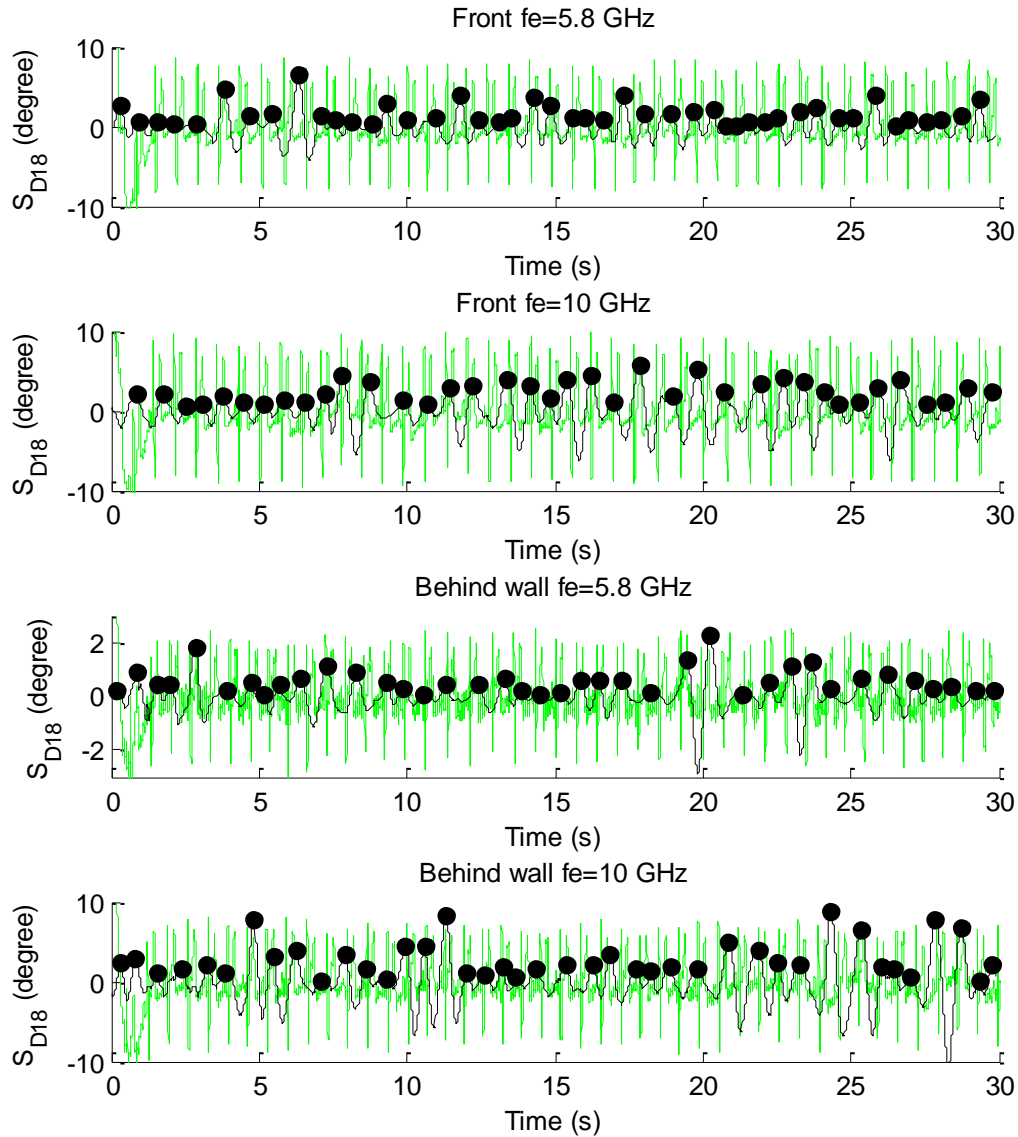 Front fe=5.8 GHz
10
0
-10
S_D18 (degree)
0 5 10 15 20 25 30
Time (s)
Front fe=10 GHz
10
0
-10
S_D18 (degree)
0 5 10 15 20 25 30
Time (s)
Behind wall fe=5.8 GHz
2
0
-2
S_D18 (degree)
0 5 10 15 20 25 30
Time (s)
Behind wall fe=10 GHz
10
0
-10
S_D18 (degree)
0 5 10 15 20 25 30
Time (s)